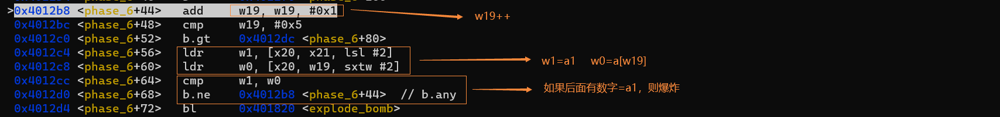 >0x4012b8 <phase_6+44> add w19, w19, #0x1
w19++
0x4012bc <phase_6+48> cmp w19, #0x5
0x4012c0 <phase_6+52> b.gt 0x4012dc <phase_6+80>
0x4012c4 <phase_6+56> ldr w1, [x20, x21, lsl #2]
w1=a1 w0=a[w19]
0x4012c8 <phase_6+60> ldr w0, [x20, w19, sxtw #2]
0x4012cc <phase_6+64> cmp w1, w0
如果后面有数字=a1，则爆炸
0x4012d0 <phase_6+68> b.ne 0x4012b8 <phase_6+44> // b.any
0x4012d4 <phase_6+72> bl 0x401820 <explode_bomb>